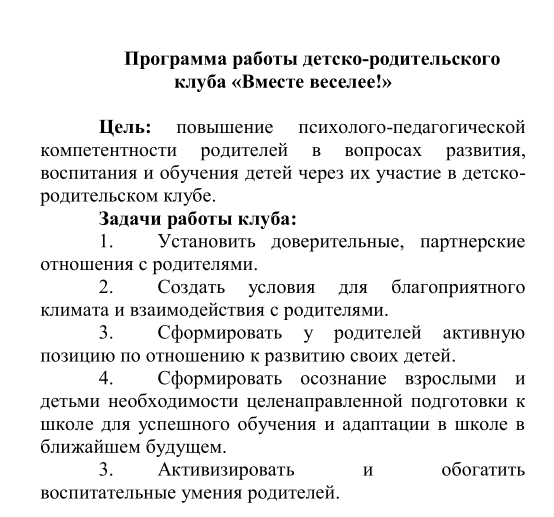 Программа работы детско-родительского
клуба «Вместе веселее!»
Цель: повышение психолого-педагогической
компетентности родителей в вопросах развития,
воспитания и обучения детей через их участие в детско-
родительском клубе.
Задачи работы клуба:
1. Установить доверительные, партнерские
отношения с родителями.
2. Создать условия для благоприятного
климата и взаимодействия с родителями.
3. Сформировать у родителей активную
позицию по отношению к развитию своих детей.
4. Сформировать осознание взрослыми и
детьми необходимости целенаправленной подготовки к
школе для успешного обучения и адаптации в школе в
ближайшем будущем.
3. Активизировать и обогатить
воспитательные умения родителей.